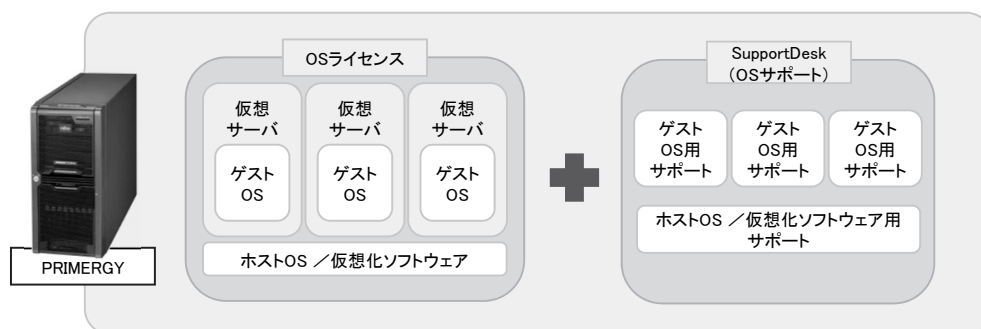 OSライセンス
SupportDesk
(OSサポート)
仮想
サーバ
仮想
サーバ
仮想
サーバ
ゲスト
OS
ゲスト
OS
ゲスト
OS
ホストOS ／仮想化ソフトウェア
ゲスト
OS用
サポート
ゲスト
OS用
サポート
ゲスト
OS用
サポート
ホストOS ／仮想化ソフトウェア用
サポート
PRIMERGY